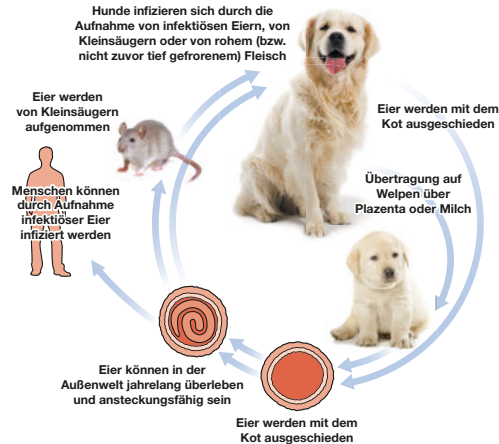 Hunde infizieren sich durch die
Aufnahme von infektiösen Eiern, von
Kleinsäugern oder von rohem (bzw.
nicht zuvor tief gefrorenem) Fleisch
Eier werden
von Kleinsäugern
aufgenommen
Eier werden mit dem
Kot ausgeschieden
Übertragung auf
Welpen über
Plazenta oder Milch
Menschen können
durch Aufnahme
infektiöser Eier
infiziert werden
Eier können in der
Außenwelt jahrelang überleben
und ansteckungsfähig sein
Eier werden mit dem
Kot ausgeschieden